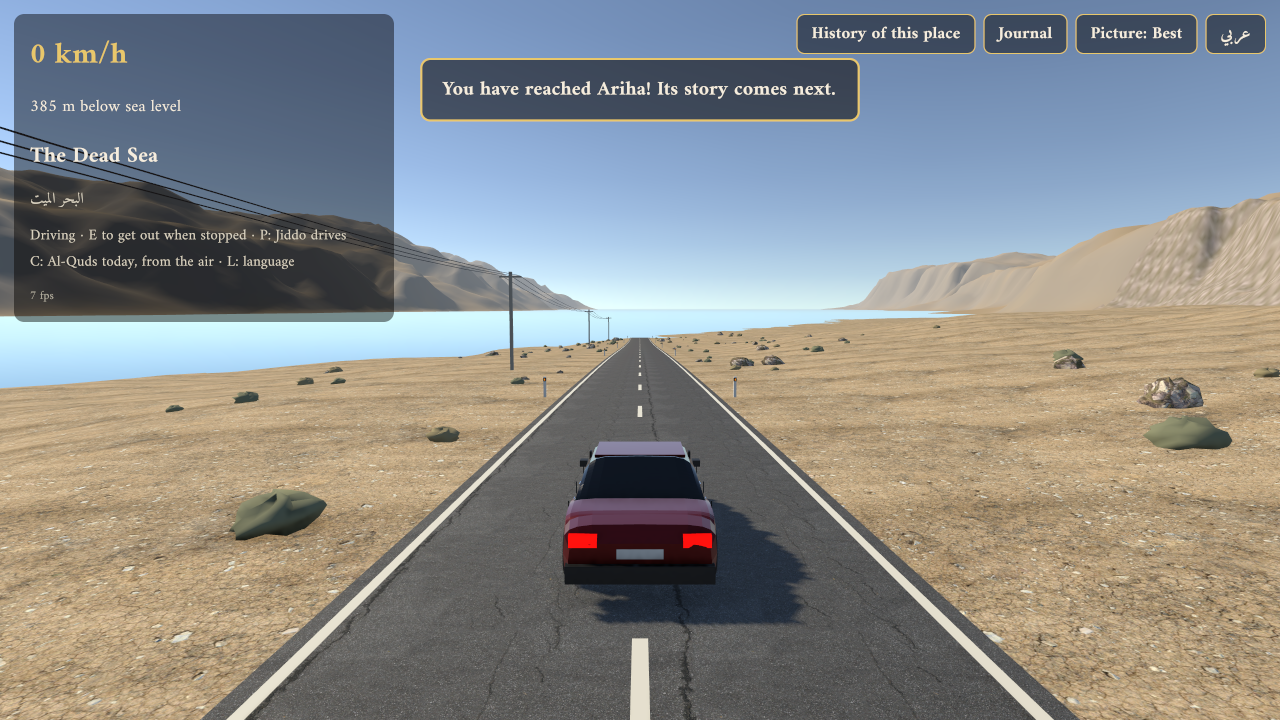 0 km/h
385 m below sea level
The Dead Sea
البحر الميت
Driving · E to get out when stopped · P: Jiddo drives
C: Al-Quds today, from the air · L: language
7 fps
You have reached Ariha! Its story comes next.
History of this place
Journal
Picture: Best
عربي